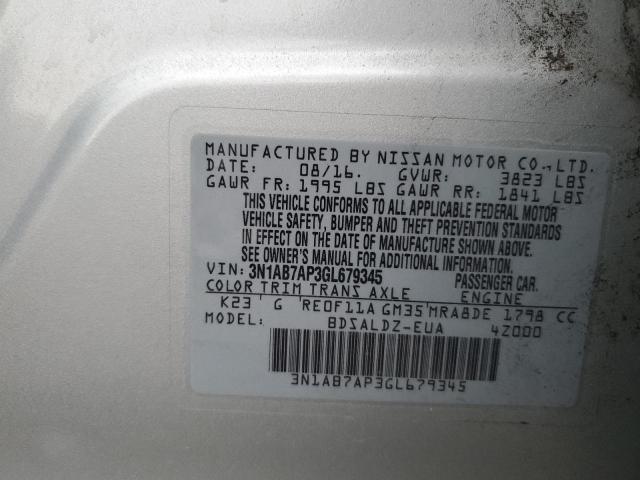 MANUFACTURED BY NISSAN MOTOR CO.,LTD.
DATE: 08/16. GVWR: 3823 LBS
GAWR FR: 1995 LBS GAWR RR: 1841 LBS
THIS VEHICLE CONFORMS TO ALL APPLICABLE FEDERAL MOTOR
VEHICLE SAFETY, BUMPER AND THEFT PREVENTION STANDARDS
IN EFFECT ON THE DATE OF MANUFACTURE SHOWN ABOVE.
SEE OWNER'S MANUAL FOR ADDITIONAL INFORMATION.
VIN: 3N1AB7AP3GL679345 PASSENGER CAR.
COLOR TRIM TRANS AXLE ENGINE
K23 G RE0F11A GM35 MRA8DE 1798 CC
MODEL: BDSALDZ-EUA 4Z000
3N1AB7AP3GL679345